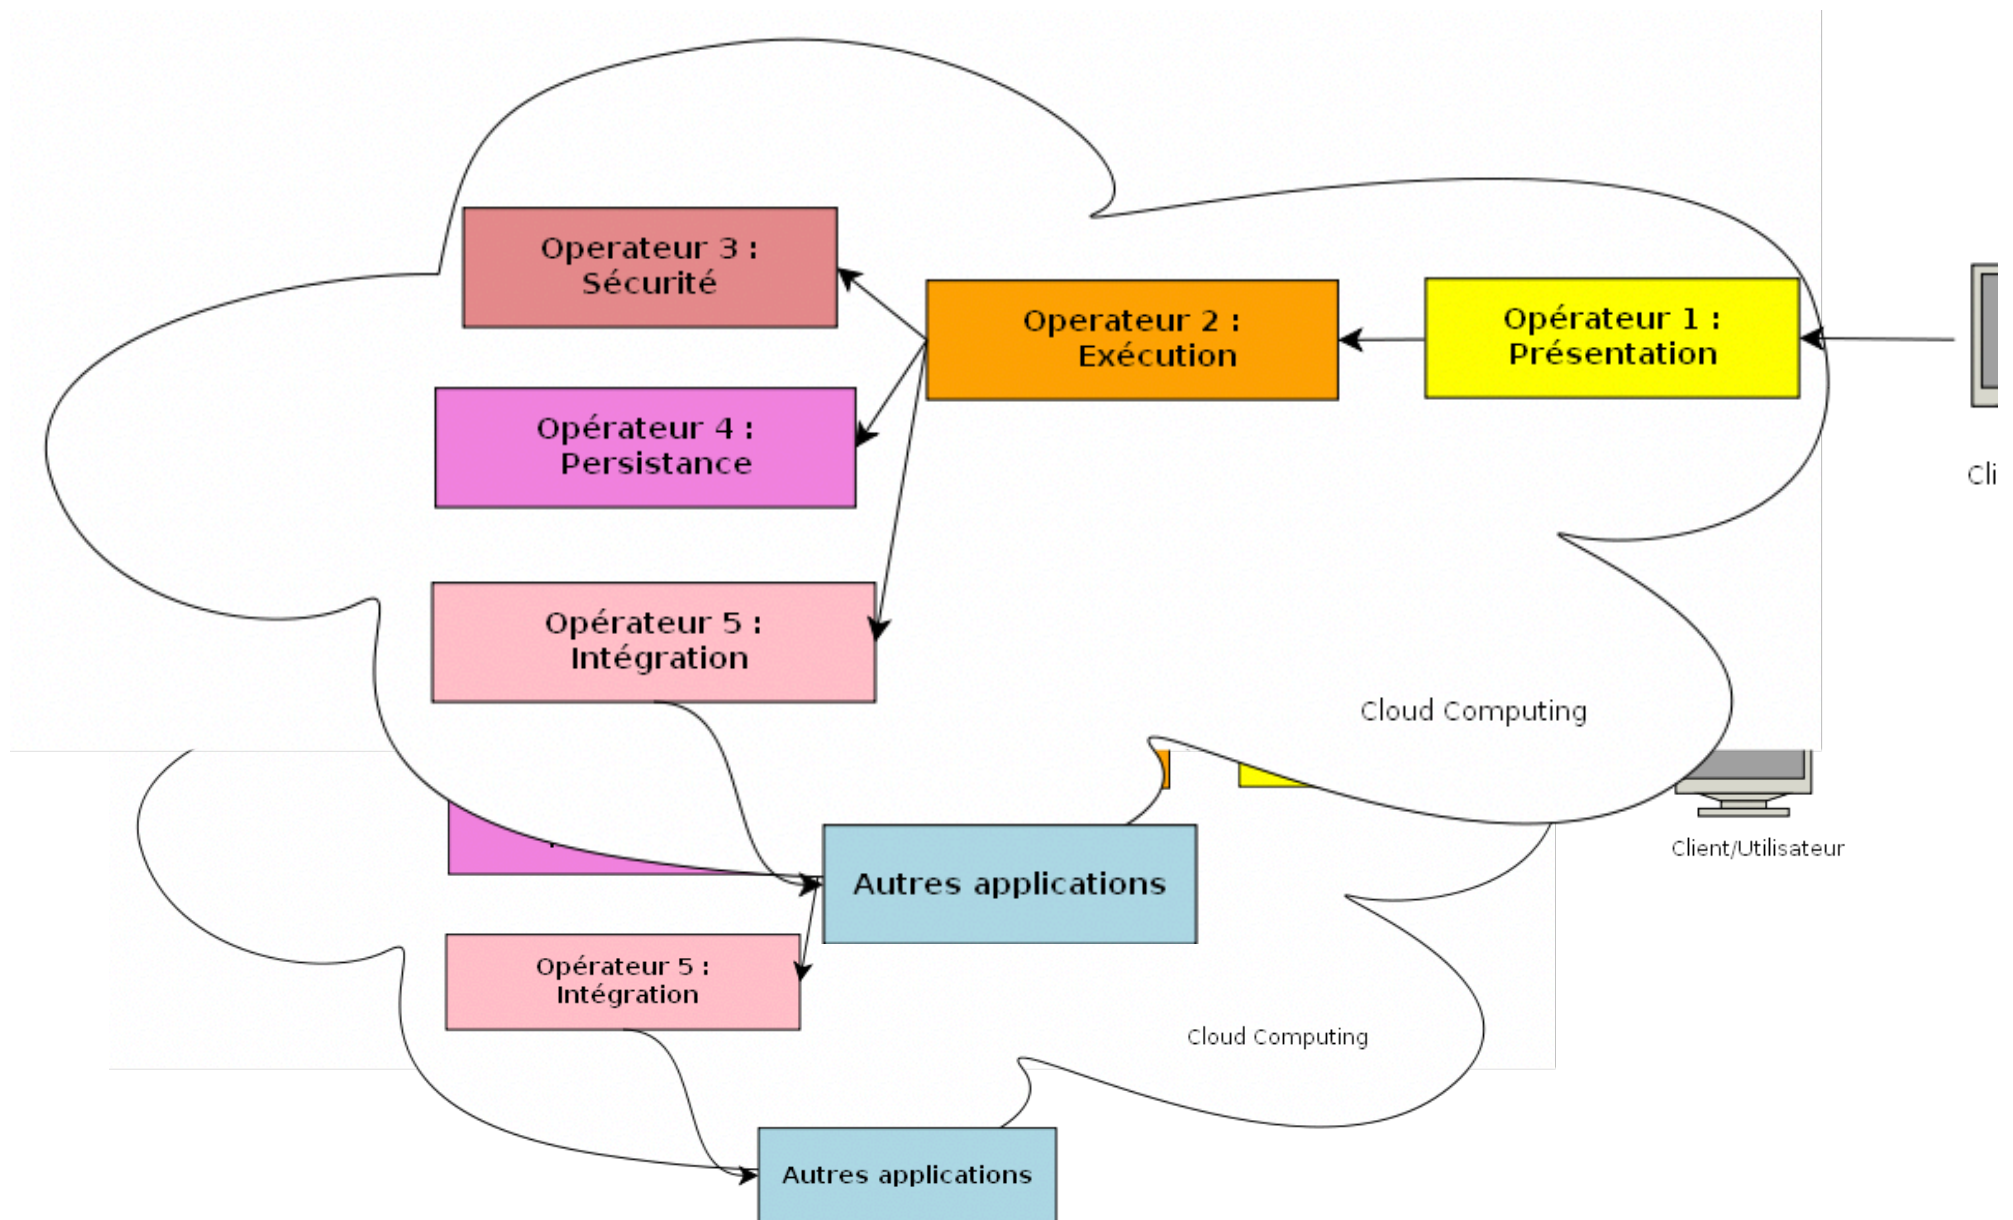 Operateur 3 :
Sécurité
Operateur 2 :
Exécution
Opérateur 1 :
Présentation
Opérateur 4 :
Persistance
Opérateur 5 :
Intégration
Cloud Computing
Client/Utilisateur
Autres applications
Opérateur 5 :
Intégration
Cloud Computing
Autres applications